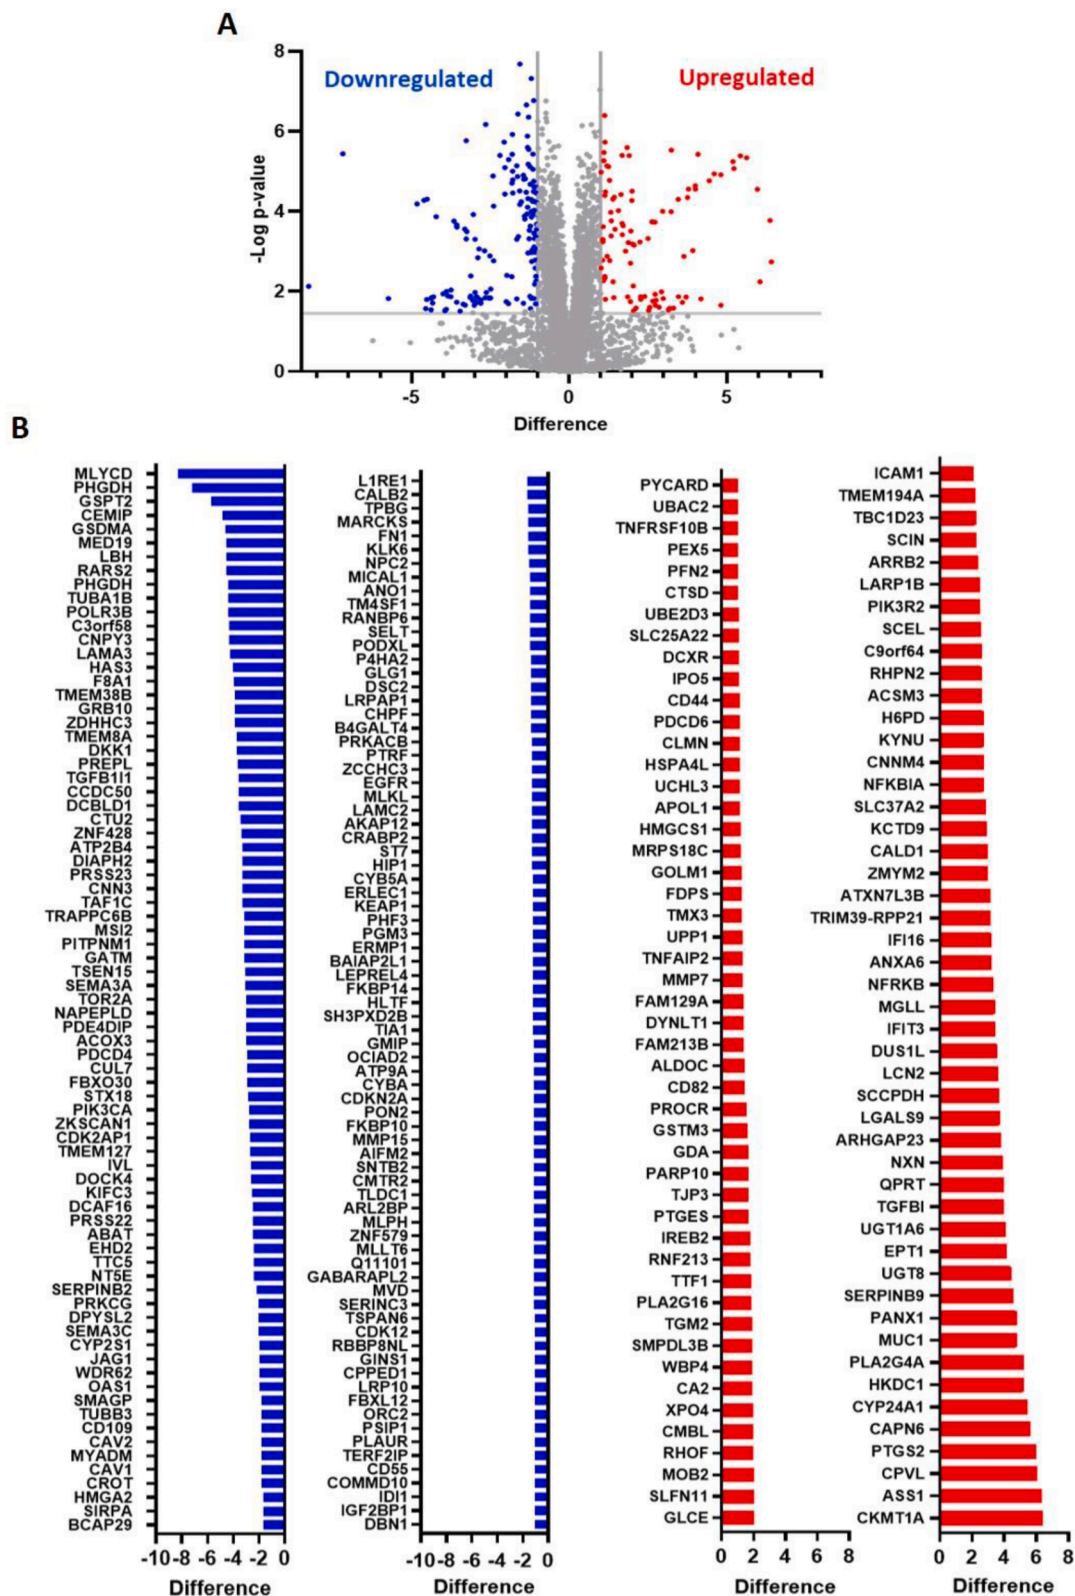 A
8
6
4
2
0
-Log p-value
Downregulated
Upregulated
-5
0
5
Difference
B
MLYCD
PHGDH
GSPT2
CEMIP
GSDMA
MED19
LBH
RARS2
PHGDH
TUBA1B
POLR3B
C3orf58
CNPY3
LAMA3
HAS3
F8A1
TMEM38B
GRB10
ZDHHC3
TMEM8A
DKK1
PREPL
TGFB1I1
CCDC50
DCBLD1
CTU2
ZNF428
ATP2B4
DIAPH2
PRSS23
CNN3
TAF1C
TRAPPC6B
MSI2
PITPNM1
GATM
TSEN15
SEMA3A
TOR2A
NAPEPLD
PDE4DIP
ACOX3
PDCD4
CUL7
FBXO30
STX18
PIK3CA
ZKSCAN1
CDK2AP1
TMEM127
IVL
DOCK4
KIFC3
DCAF16
PRSS22
ABAT
EHD2
TTC5
NT5E
SERPINB2
PRKCG
DPYSL2
SEMA3C
CYP2S1
JAG1
WDR62
OAS1
SMAGP
TUBB3
CD109
CAV2
MYADM
CAV1
CROT
HMGA2
SIRPA
BCAP29
-10 -8 -6 -4 -2 0
Difference
L1RE1
CALB2
TPBG
MARCKS
FN1
KLK6
NPC2
MICAL1
ANO1
TM4SF1
RANBP6
SELT
PODXL
P4HA2
GLG1
DSC2
LRPAP1
CHPF
B4GALT4
PRKACB
PTRF
ZCCHC3
EGFR
MLKL
LAMC2
AKAP12
CRABP2
ST7
HIP1
CYB5A
ERLEC1
KEAP1
PHF3
PGM3
ERMP1
BAIAP2L1
LEPREL4
FKBP14
HLTF
SH3PXD2B
TIA1
GMIP
OCIAD2
ATP9A
CYBA
CDKN2A
PON2
FKBP10
MMP15
AIFM2
SNTB2
CMTR2
TLDC1
ARL2BP
MLPH
ZNF579
MLLT6
Q11101
GABARAPL2
MVD
SERINC3
TSPAN6
CDK12
RBBP8NL
GINS1
CPPED1
LRP10
FBXL12
ORC2
PSIP1
PLAUR
TERF2IP
CD55
COMMD10
IDI1
IGF2BP1
DBN1
-10 -8 -6 -4 -2 0
Difference
PYCARD
UBAC2
TNFRSF10B
PEX5
PFN2
CTSD
UBE2D3
SLC25A22
DCXR
IPO5
CD44
PDCD6
CLMN
HSPA4L
UCHL3
APOL1
HMGCS1
MRPS18C
GOLM1
FDPS
TMX3
UPP1
TNFAIP2
MMP7
FAM129A
DYNLT1
FAM213B
ALDOC
CD82
PROCR
GSTM3
GDA
PARP10
TJP3
PTGES
IREB2
RNF213
TTF1
PLA2G16
TGM2
SMPDL3B
WBP4
CA2
XPO4
CMBL
RHOF
MOB2
SLFN11
GLCE
0 2 4 6 8
Difference
ICAM1
TMEM194A
TBC1D23
SCIN
ARRB2
LARP1B
PIK3R2
SCEL
C9orf64
RHPN2
ACSM3
H6PD
KYNU
CNNM4
NFKBIA
SLC37A2
KCTD9
CALD1
ZMYM2
ATXN7L3B
TRIM39-RPP21
IFI16
ANXA6
NFRKB
MGLL
IFIT3
DUS1L
LCN2
SCCPDH
LGALS9
ARHGAP23
NXN
QPRT
TGFBI
UGT1A6
EPT1
UGT8
SERPINB9
PANX1
MUC1
PLA2G4A
HKDC1
CYP24A1
CAPN6
PTGS2
CPVL
ASS1
CKMT1A
0 2 4 6 8
Difference